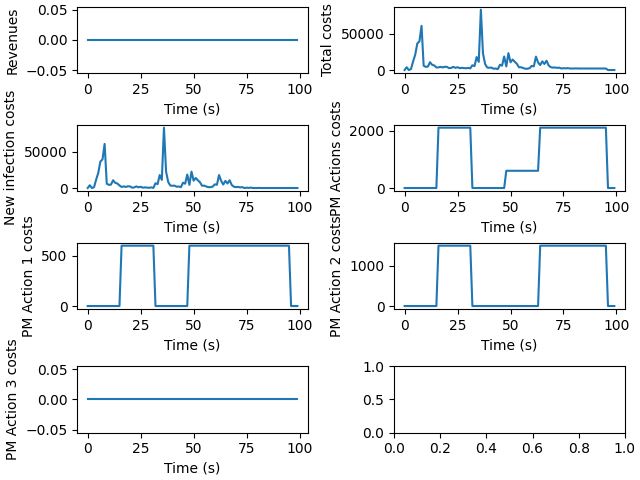 Revenues
0.05
0.00
−0.05
0 25 50 75 100
Time (s)
Total costs
50000
0
0 25 50 75 100
Time (s)
New infection costs
50000
0
0 25 50 75 100
Time (s)
PM Actions costs
2000
0
0 25 50 75 100
Time (s)
PM Action 1 costs
500
0
0 25 50 75 100
Time (s)
PM Action 2 costs
1000
0
0 25 50 75 100
Time (s)
PM Action 3 costs
0.05
0.00
−0.05
0 25 50 75 100
Time (s)
1.0
0.5
0.0
0.0 0.2 0.4 0.6 0.8 1.0